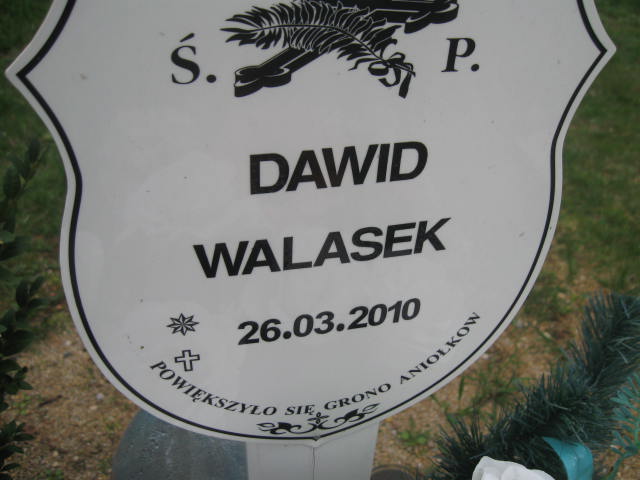 Ś. P.
DAWID
WALASEK
26.03.2010
POWIĘKSZYŁO SIĘ GRONO ANIOŁKÓW